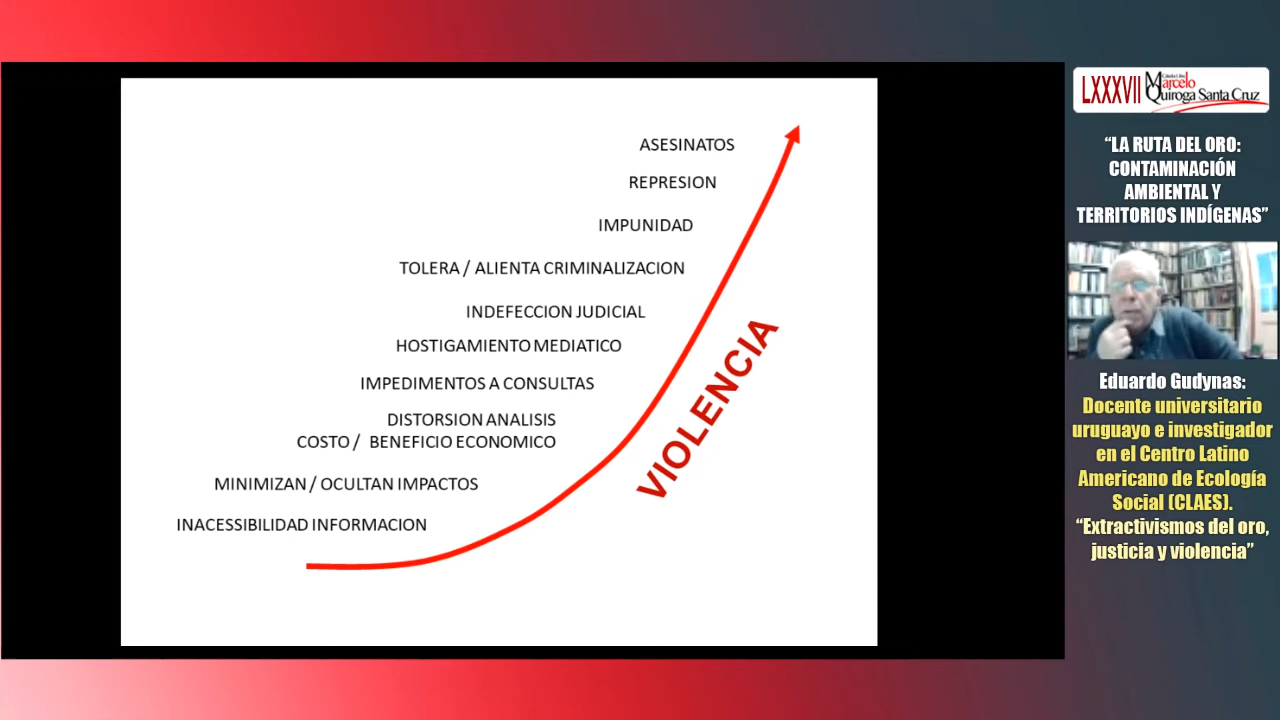 ASESINATOS
REPRESION
IMPUNIDAD
TOLERA / ALIENTA CRIMINALIZACION
INDEFECCION JUDICIAL
HOSTIGAMIENTO MEDIATICO
IMPEDIMENTOS A CONSULTAS
DISTORSION ANALISIS
COSTO / BENEFICIO ECONOMICO
MINIMIZAN / OCULTAN IMPACTOS
INACESSIBILIDAD INFORMACION
VIOLENCIA
LXXXVII
Marcelo
Quiroga Santa Cruz
“LA RUTA DEL ORO:
CONTAMINACIÓN
AMBIENTAL Y
TERRITORIOS INDÍGENAS”
Eduardo Gudynas:
Docente universitario
uruguayo e investigador
en el Centro Latino
Americano de Ecología
Social (CLAES).
“Extractivismos del oro,
justicia y violencia”